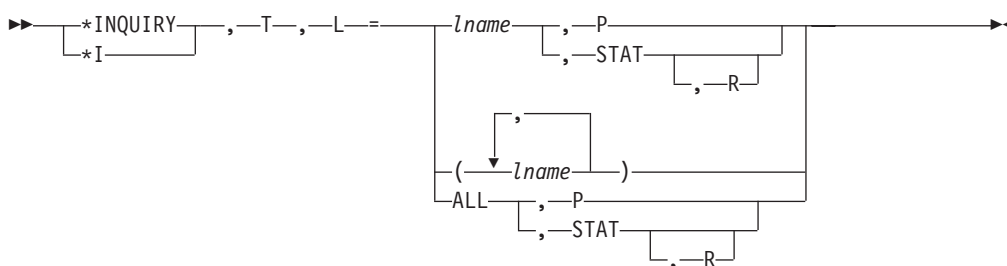 *INQUIRY , T , L = lname , P
*I , STAT
, R
,
( lname )
ALL , P
, STAT
, R